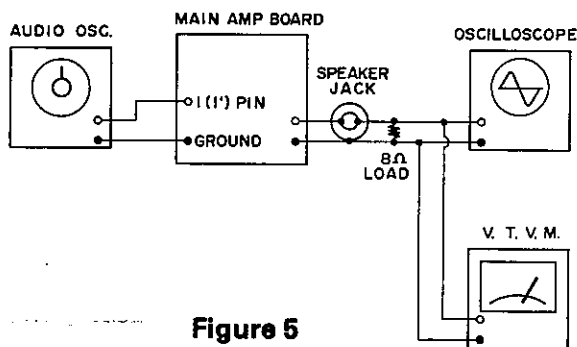 AUDIO OSC.
MAIN AMP BOARD
SPEAKER
JACK
OSCILLOSCOPE
1(1') PIN
GROUND
8Ω
LOAD
V. T. V. M.
Figure 5